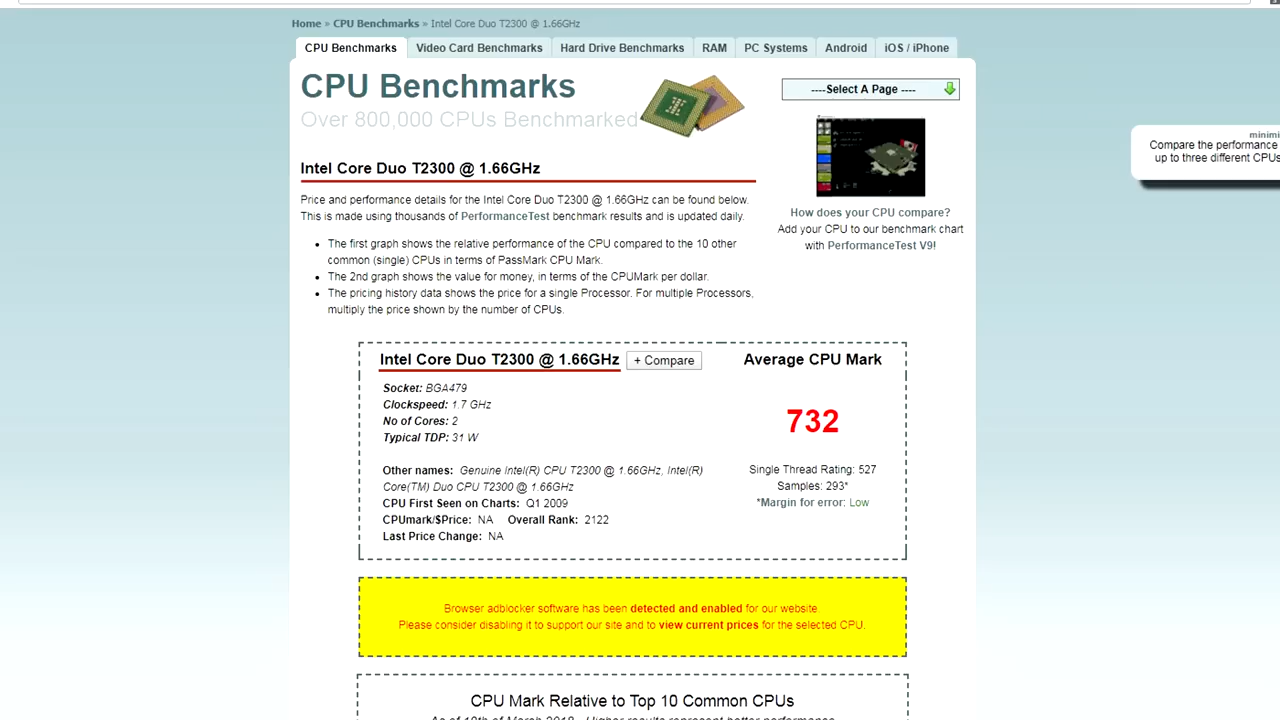 Home » CPU Benchmarks » Intel Core Duo T2300 @ 1.66GHz
CPU Benchmarks
Video Card Benchmarks
Hard Drive Benchmarks
RAM
PC Systems
Android
iOS / iPhone
CPU Benchmarks
Over 800,000 CPUs Benchmarked
----Select A Page ----
minimi
Compare the performance
up to three different CPUs
Intel Core Duo T2300 @ 1.66GHz
Price and performance details for the Intel Core Duo T2300 @ 1.66GHz can be found below.
This is made using thousands of PerformanceTest benchmark results and is updated daily.
How does your CPU compare?
Add your CPU to our benchmark chart
with PerformanceTest V9!
• The first graph shows the relative performance of the CPU compared to the 10 other
common (single) CPUs in terms of PassMark CPU Mark.
• The 2nd graph shows the value for money, in terms of the CPUMark per dollar.
• The pricing history data shows the price for a single Processor. For multiple Processors,
multiply the price shown by the number of CPUs.
Intel Core Duo T2300 @ 1.66GHz
+ Compare
Socket: BGA479
Clockspeed: 1.7 GHz
No of Cores: 2
Typical TDP: 31 W
Other names: Genuine Intel(R) CPU T2300 @ 1.66GHz, Intel(R)
Core(TM) Duo CPU T2300 @ 1.66GHz
CPU First Seen on Charts: Q1 2009
CPUmark/$Price: NA Overall Rank: 2122
Last Price Change: NA
Average CPU Mark
732
Single Thread Rating: 527
Samples: 293*
*Margin for error: Low
Browser adblocker software has been detected and enabled for our website.
Please consider disabling it to support our site and to view current prices for the selected CPU.
CPU Mark Relative to Top 10 Common CPUs
As of 19th of March 2018 - Higher results represent better performance